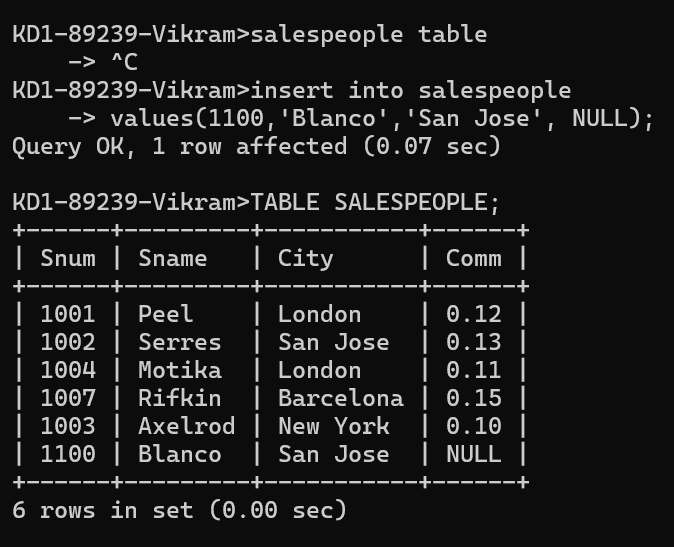 KD1-89239-Vikram>salespeople table
    -> ^C
KD1-89239-Vikram>insert into salespeople
    -> values(1100,'Blanco','San Jose', NULL);
Query OK, 1 row affected (0.07 sec)

KD1-89239-Vikram>TABLE SALESPEOPLE;
+------+---------+-----------+------+
| Snum | Sname   | City      | Comm |
+------+---------+-----------+------+
| 1001 | Peel    | London    | 0.12 |
| 1002 | Serres  | San Jose  | 0.13 |
| 1004 | Motika  | London    | 0.11 |
| 1007 | Rifkin  | Barcelona | 0.15 |
| 1003 | Axelrod | New York  | 0.10 |
| 1100 | Blanco  | San Jose  | NULL |
+------+---------+-----------+------+
6 rows in set (0.00 sec)